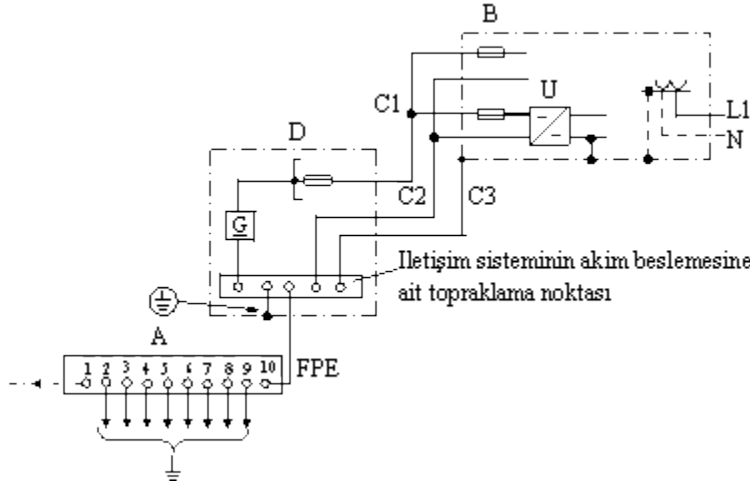 B
U
C1
L1
N
D
C2
C3
G
Iletişim sisteminin akim beslemesine
ait topraklama noktası
A
1 2 3 4 5 6 7 8 9 10
FPE